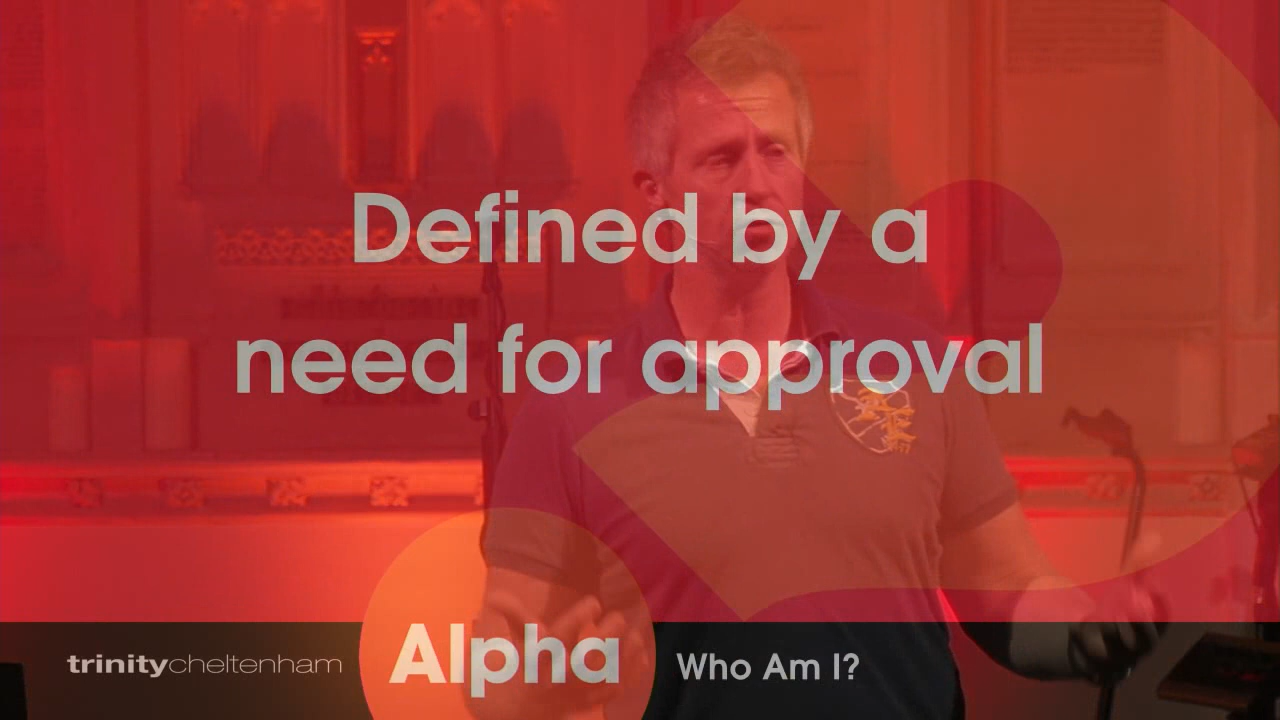 Defined by a
need for approval
trinitycheltenham
Alpha
Who Am I?